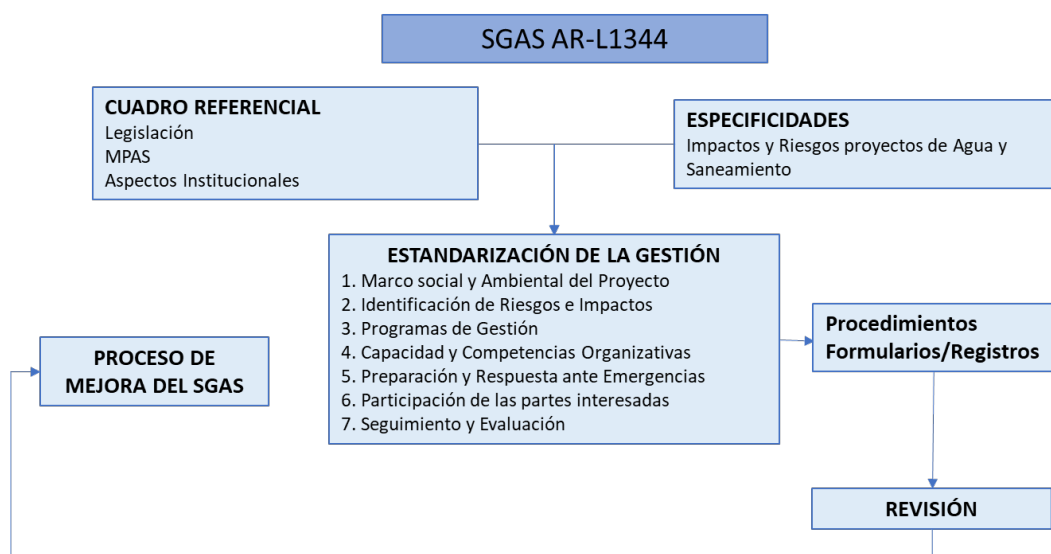 SGAS AR-L1344
CUADRO REFERENCIAL
Legislación
MPAS
Aspectos Institucionales
ESPECIFICIDADES
Impactos y Riesgos proyectos de Agua y
Saneamiento
ESTANDARIZACIÓN DE LA GESTIÓN
1. Marco social y Ambiental del Proyecto
2. Identificación de Riesgos e Impactos
3. Programas de Gestión
4. Capacidad y Competencias Organizativas
5. Preparación y Respuesta ante Emergencias
6. Participación de las partes interesadas
7. Seguimiento y Evaluación
Procedimientos
Formularios/Registros
PROCESO DE
MEJORA DEL SGAS
REVISIÓN